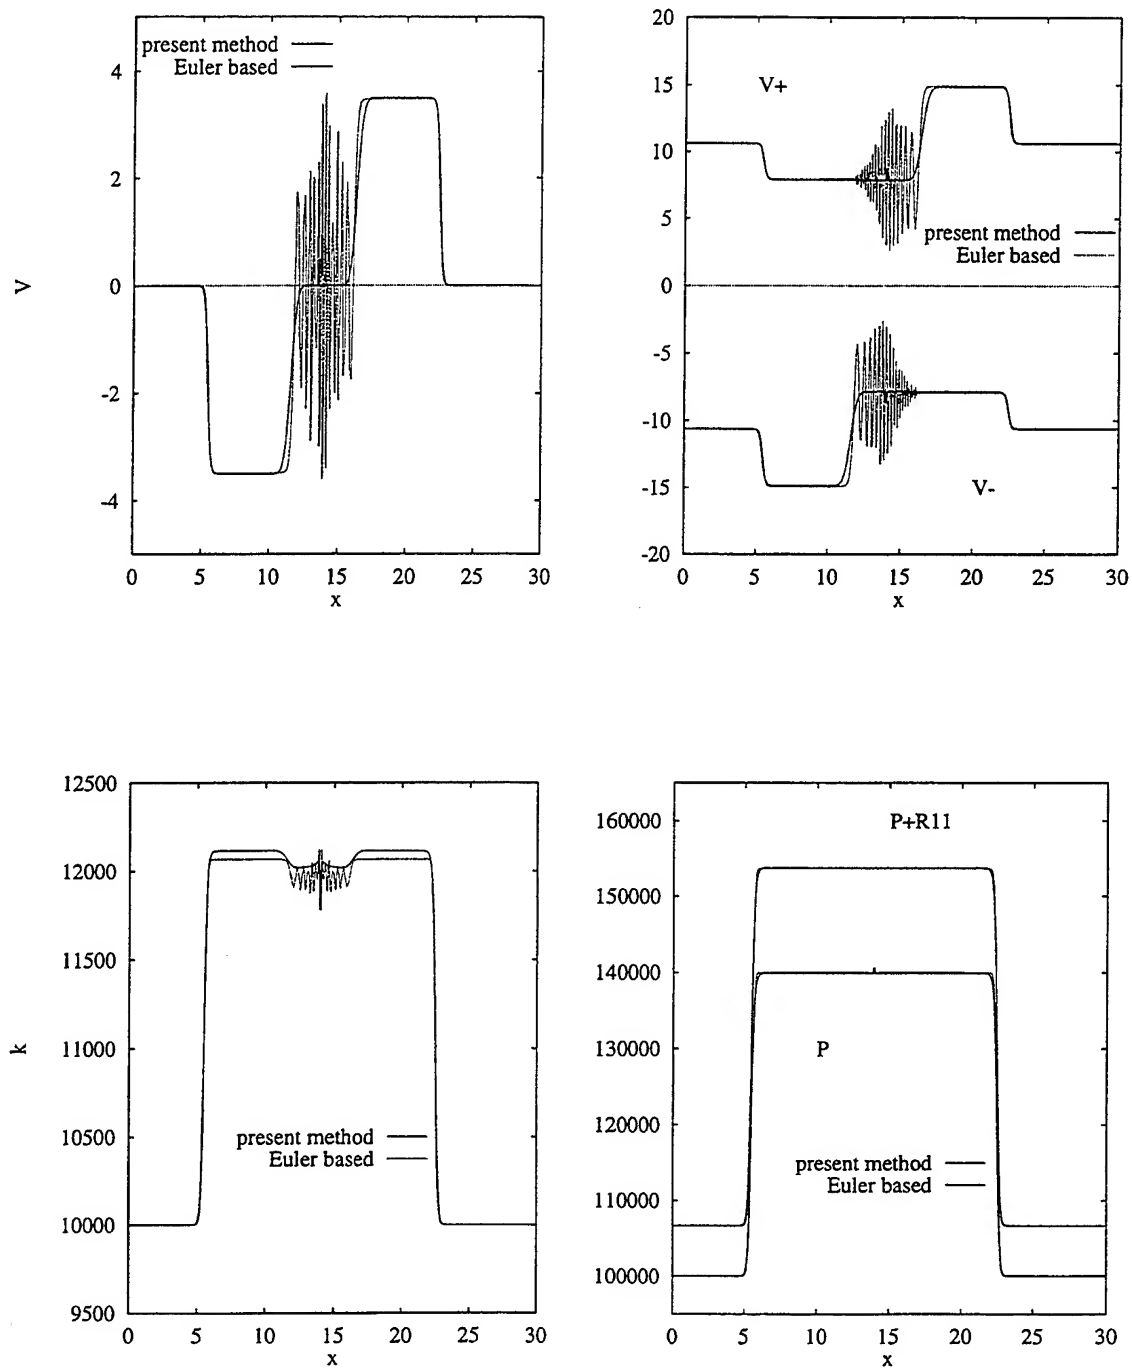 present method
Euler based
4
2
0
-2
-4
V
0 5 10 15 20 25 30
x
20
15
10
5
0
-5
-10
-15
-20
V+
present method
Euler based
V-
0 5 10 15 20 25 30
x
12500
12000
11500
11000
10500
10000
9500
k
present method
Euler based
0 5 10 15 20 25 30
x
160000
150000
140000
130000
120000
110000
100000
P+R11
P
present method
Euler based
0 5 10 15 20 25 30
x